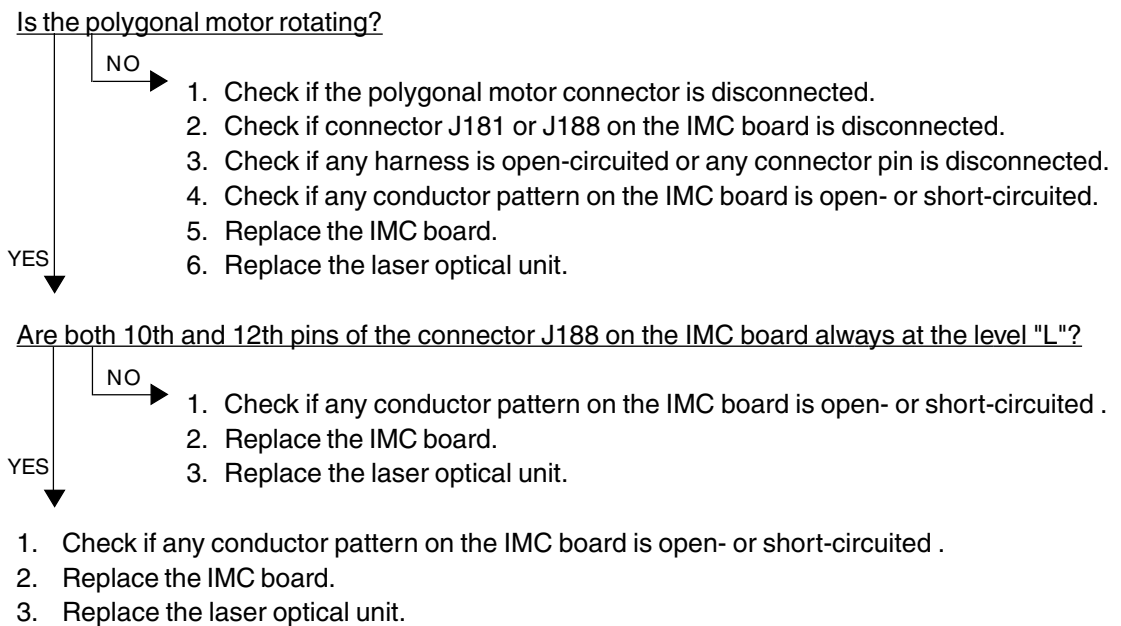 Is the polygonal motor rotating?
NO
1. Check if the polygonal motor connector is disconnected.
2. Check if connector J181 or J188 on the IMC board is disconnected.
3. Check if any harness is open-circuited or any connector pin is disconnected.
4. Check if any conductor pattern on the IMC board is open- or short-circuited.
5. Replace the IMC board.
6. Replace the laser optical unit.
YES
Are both 10th and 12th pins of the connector J188 on the IMC board always at the level "L"?
NO
1. Check if any conductor pattern on the IMC board is open- or short-circuited .
2. Replace the IMC board.
3. Replace the laser optical unit.
YES
1. Check if any conductor pattern on the IMC board is open- or short-circuited .
2. Replace the IMC board.
3. Replace the laser optical unit.